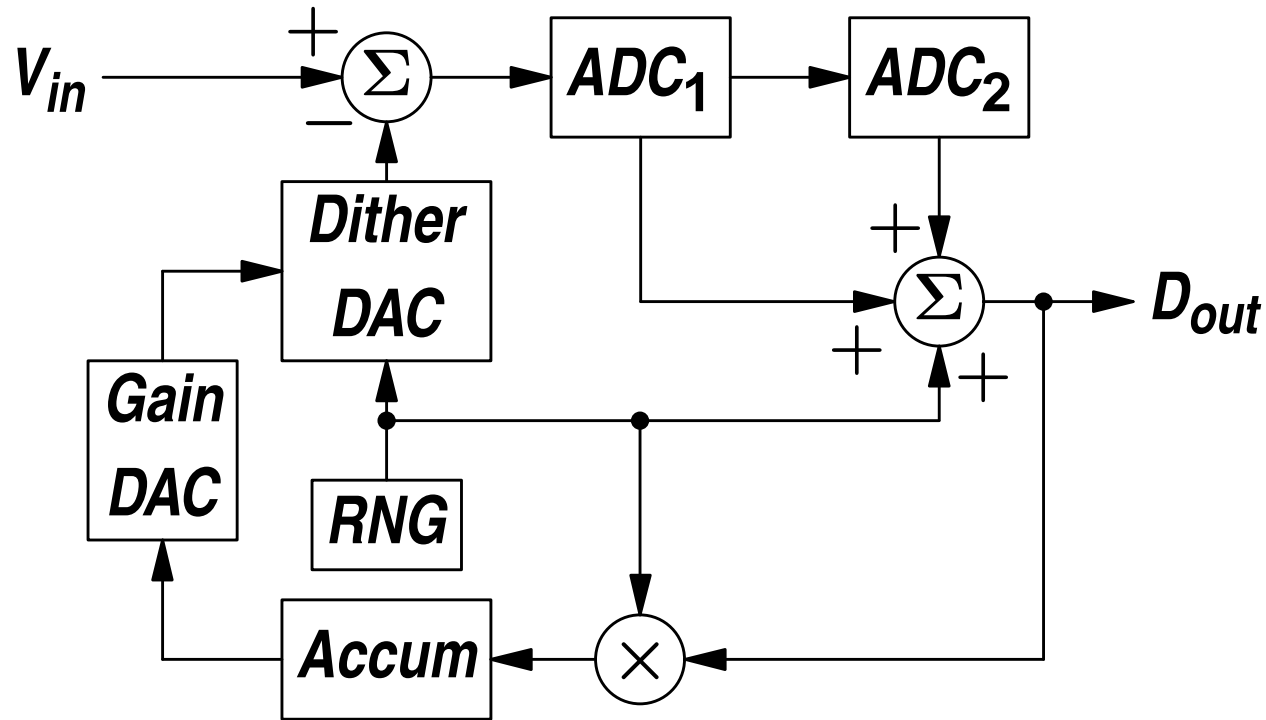 V_in
+
Σ
−
ADC_1
ADC_2
Dither
DAC
+
Σ
+
+
D_out
Gain
DAC
RNG
Accum
×